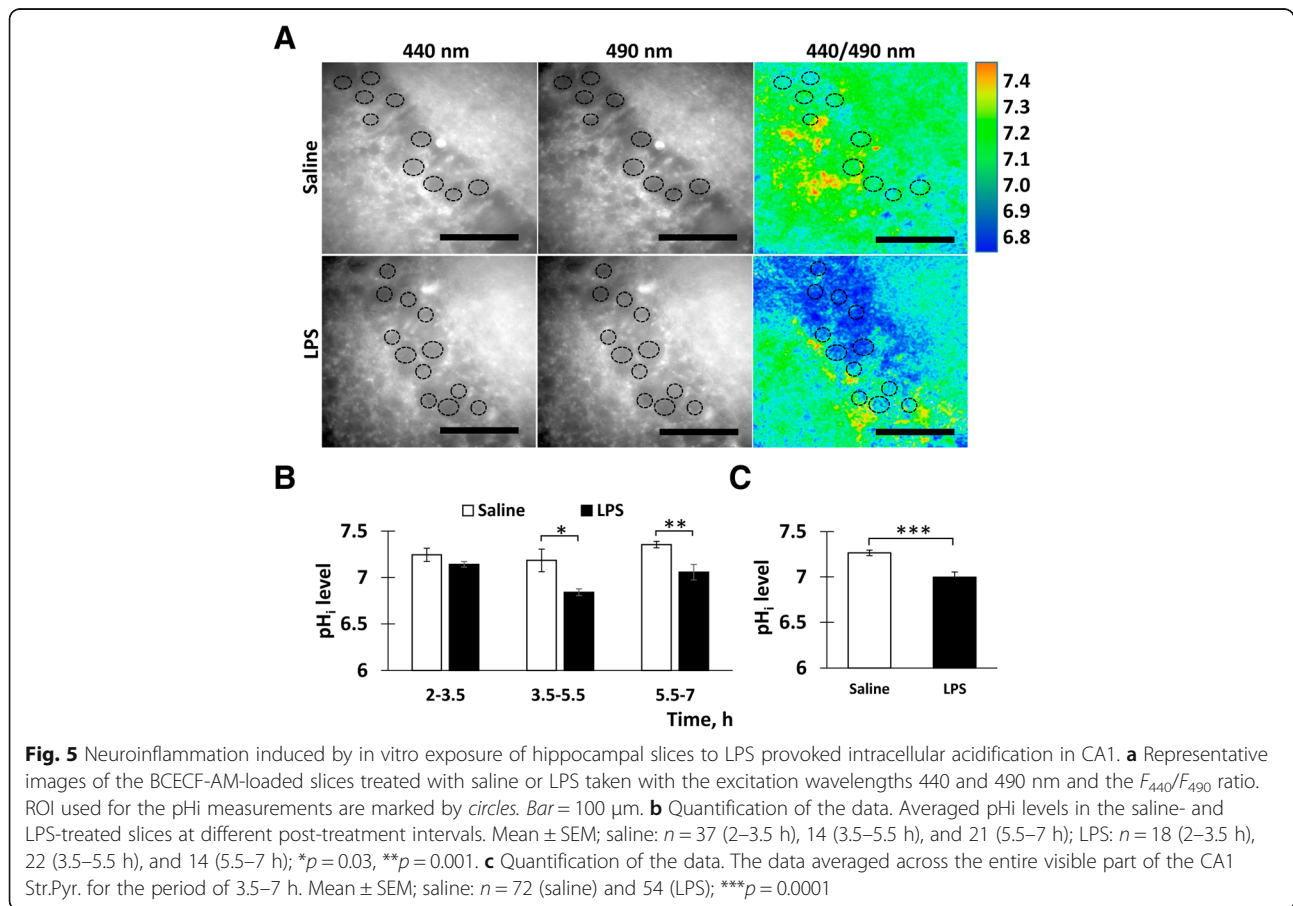 A
440 nm 490 nm 440/490 nm
Saline
7.4
7.3
7.2
7.1
7.0
6.9
6.8
LPS
B
Saline LPS
pHi level
7.5
7
6.5
6
* **
2-3.5 3.5-5.5 5.5-7
Time, h
C
pHi level
7.5
7
6.5
6
***
Saline LPS
Fig. 5 Neuroinflammation induced by in vitro exposure of hippocampal slices to LPS provoked intracellular acidification in CA1. a Representative
images of the BCECF-AM-loaded slices treated with saline or LPS taken with the excitation wavelengths 440 and 490 nm and the F440/F490 ratio.
ROI used for the pHi measurements are marked by circles. Bar = 100 μm. b Quantification of the data. Averaged pHi levels in the saline- and
LPS-treated slices at different post-treatment intervals. Mean ± SEM; saline: n = 37 (2–3.5 h), 14 (3.5–5.5 h), and 21 (5.5–7 h); LPS: n = 18 (2–3.5 h),
22 (3.5–5.5 h), and 14 (5.5–7 h); *p = 0.03, **p = 0.001. c Quantification of the data. The data averaged across the entire visible part of the CA1
Str.Pyr. for the period of 3.5–7 h. Mean ± SEM; saline: n = 72 (saline) and 54 (LPS); ***p = 0.0001